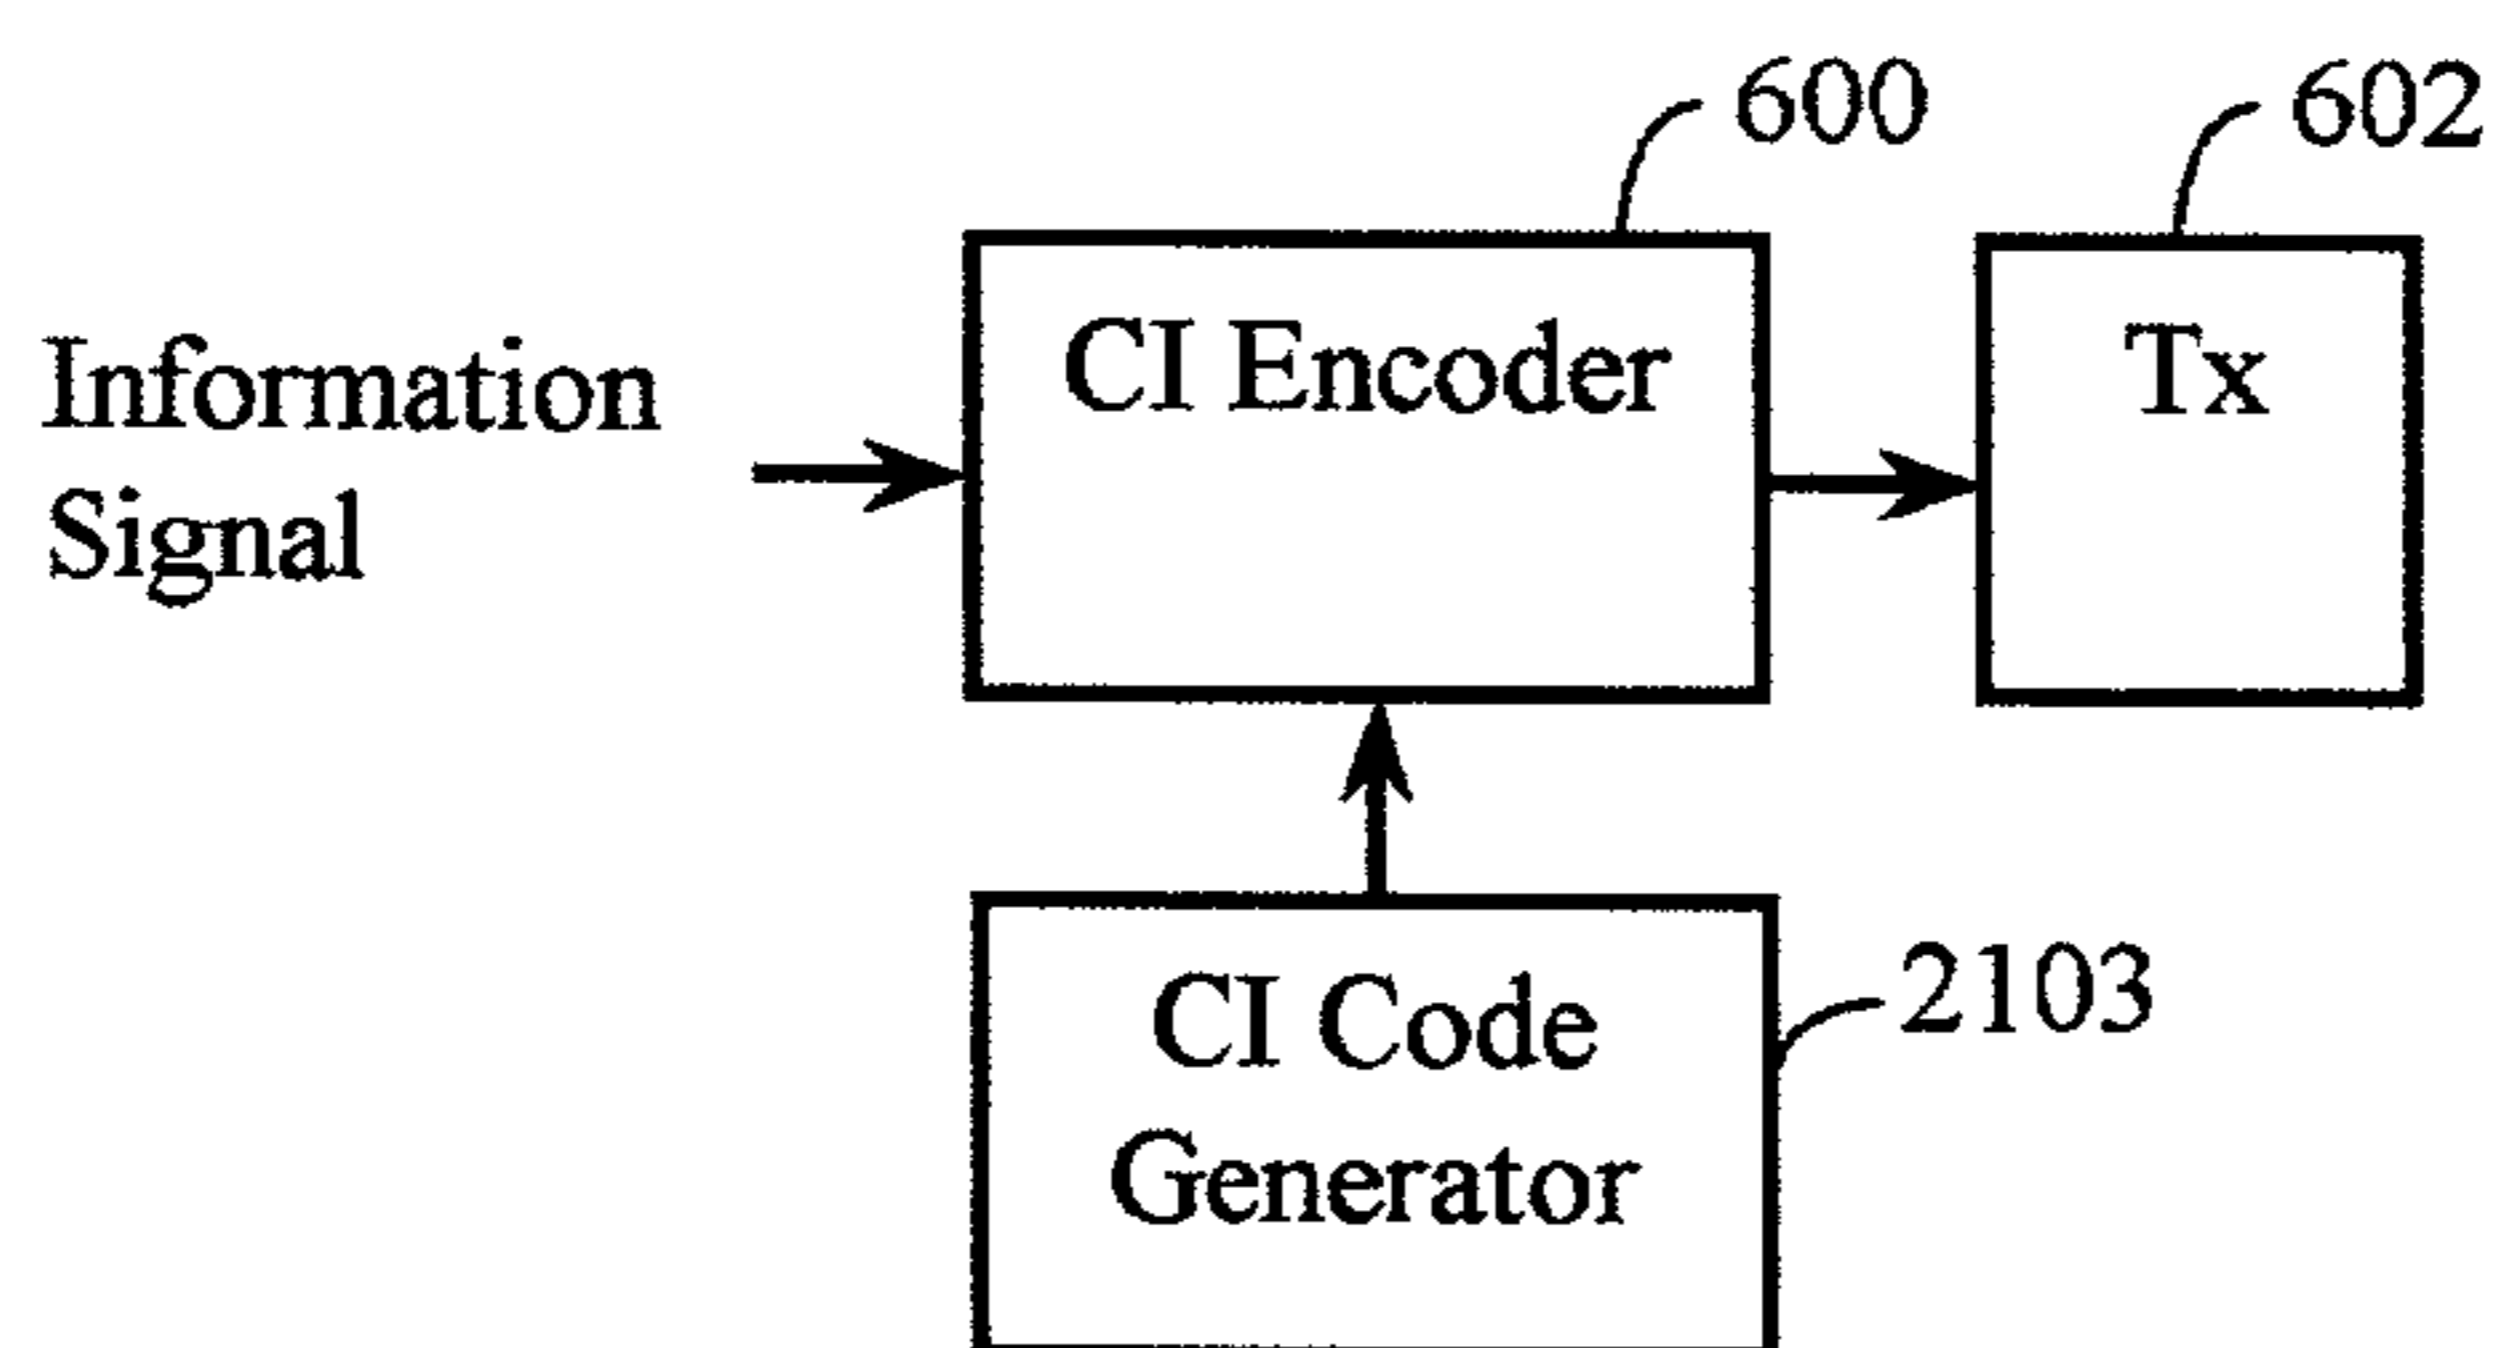 600
602
Information
Signal
CI Encoder
Tx
CI Code
Generator
2103